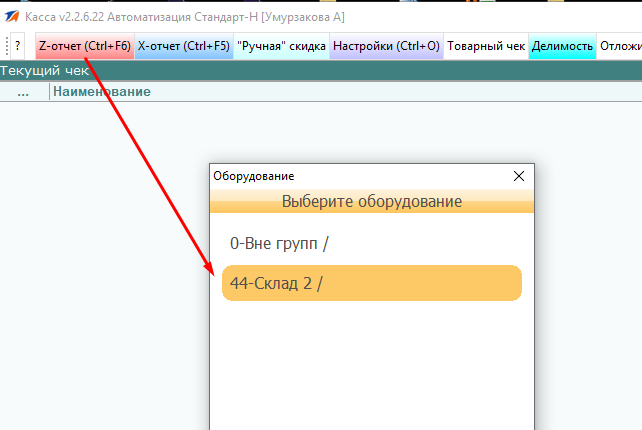 Касса v2.2.6.22 Автоматизация Стандарт-Н [Умурзакова А]
? Z-отчет (Ctrl+F6) X-отчет (Ctrl+F5) "Ручная" скидка Настройки (Ctrl+O) Товарный чек Делимость Отложи
Текущий чек
... Наименование
Оборудование
Выберите оборудование
0-Вне групп /
44-Склад 2 /